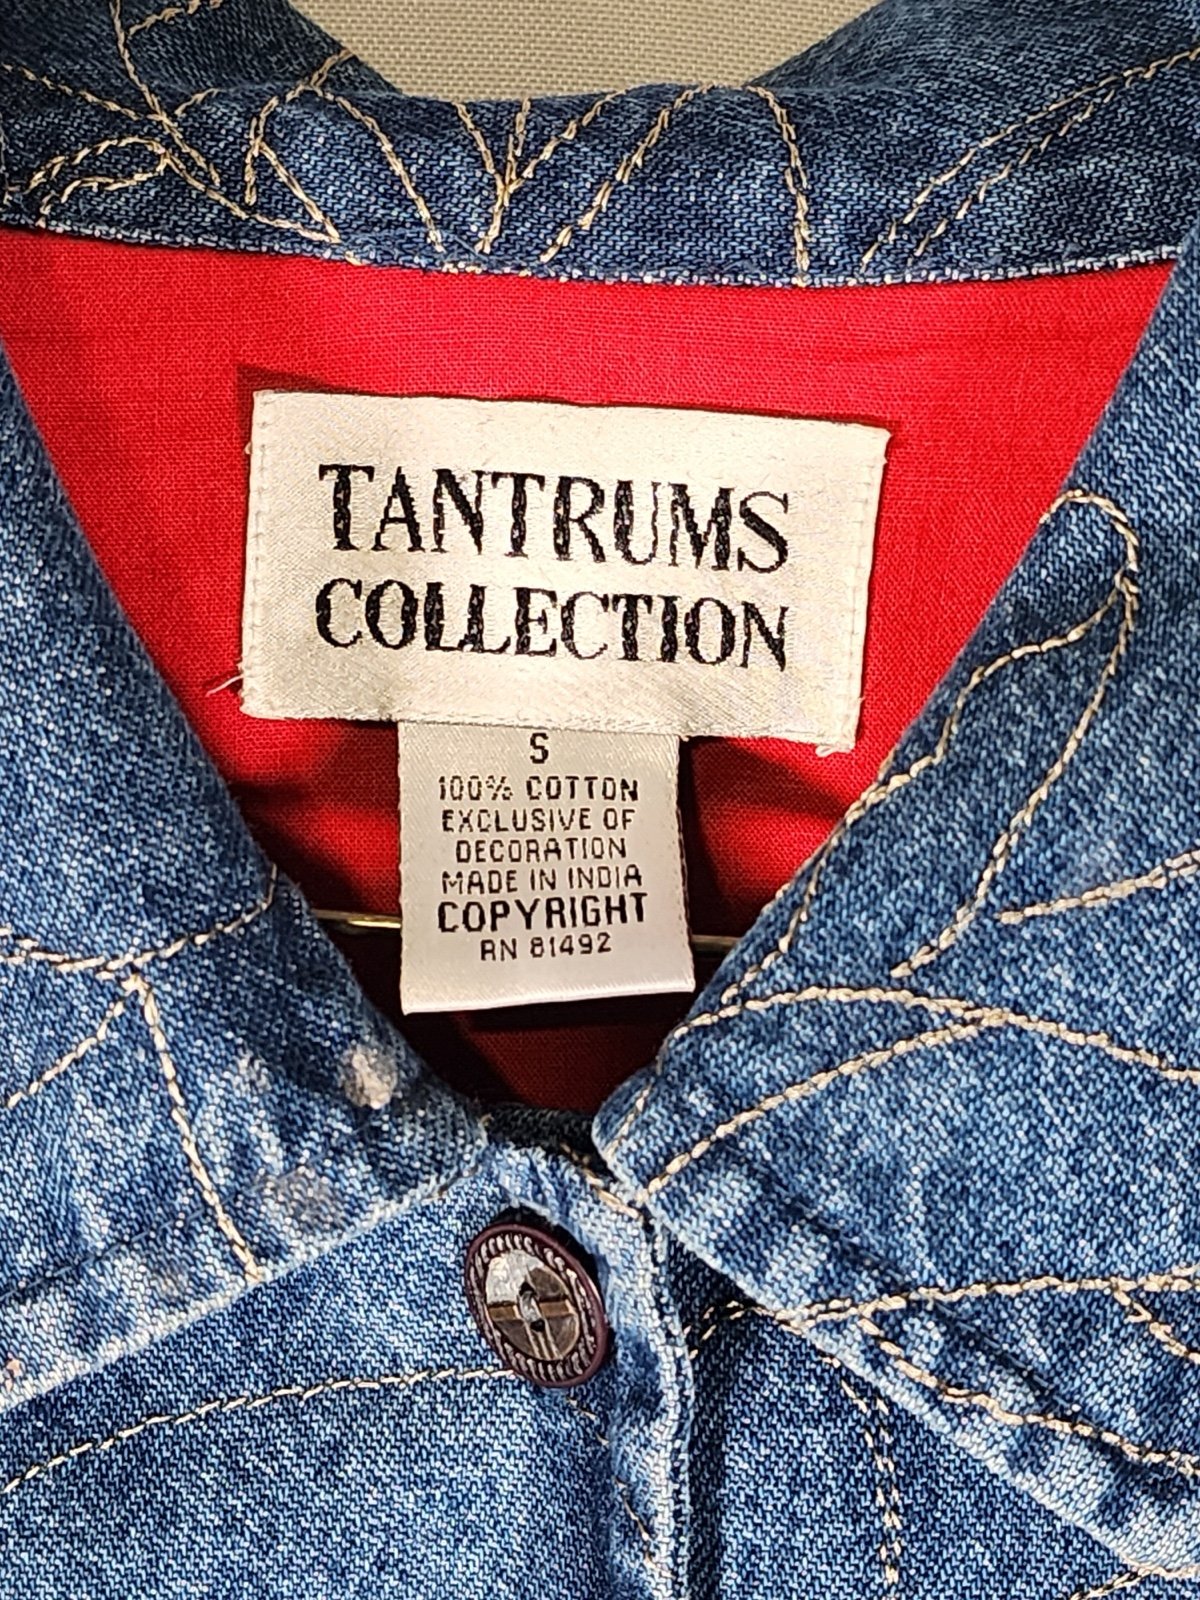 TANTRUMS
COLLECTION
S
100% COTTON
EXCLUSIVE OF
DECORATION
MADE IN INDIA
COPYRIGHT
RN 81492